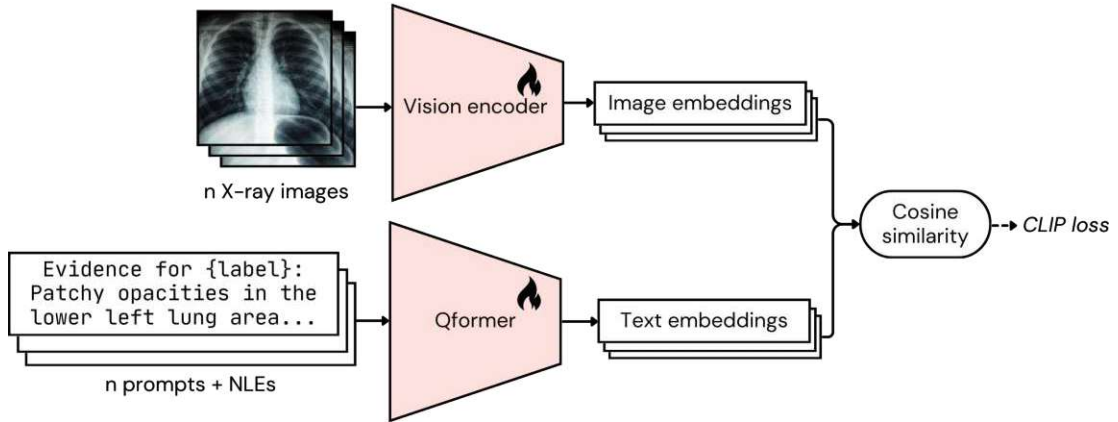 n X-ray images
Vision encoder
Image embeddings
Evidence for {label}:
Patchy opacities in the
lower left lung area...
n prompts + NLEs
Qformer
Text embeddings
Cosine
similarity
CLIP loss